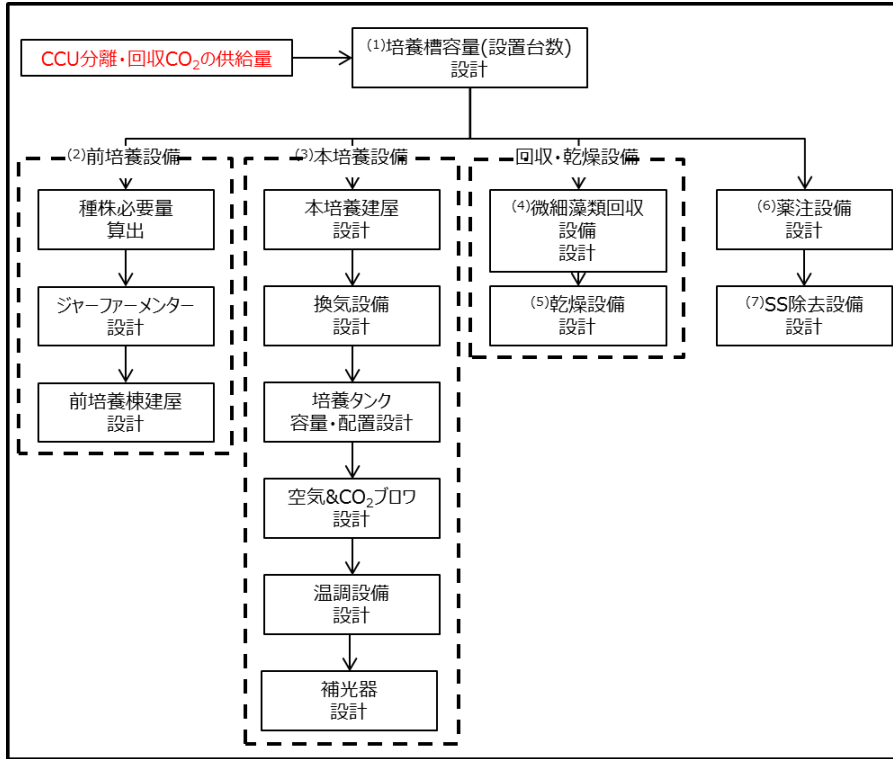 CCU分離・回収CO₂の供給量
(1)培養槽容量(設置台数)
設計
(2)前培養設備
種株必要量
算出
ジャーファーメンター
設計
前培養棟建屋
設計
(3)本培養設備
本培養建屋
設計
換気設備
設計
培養タンク
容量・配置設計
空気&CO₂ブロワ
設計
温調設備
設計
補光器
設計
回収・乾燥設備
(4)微細藻類回収
設備
設計
(5)乾燥設備
設計
(6)薬注設備
設計
(7)SS除去設備
設計